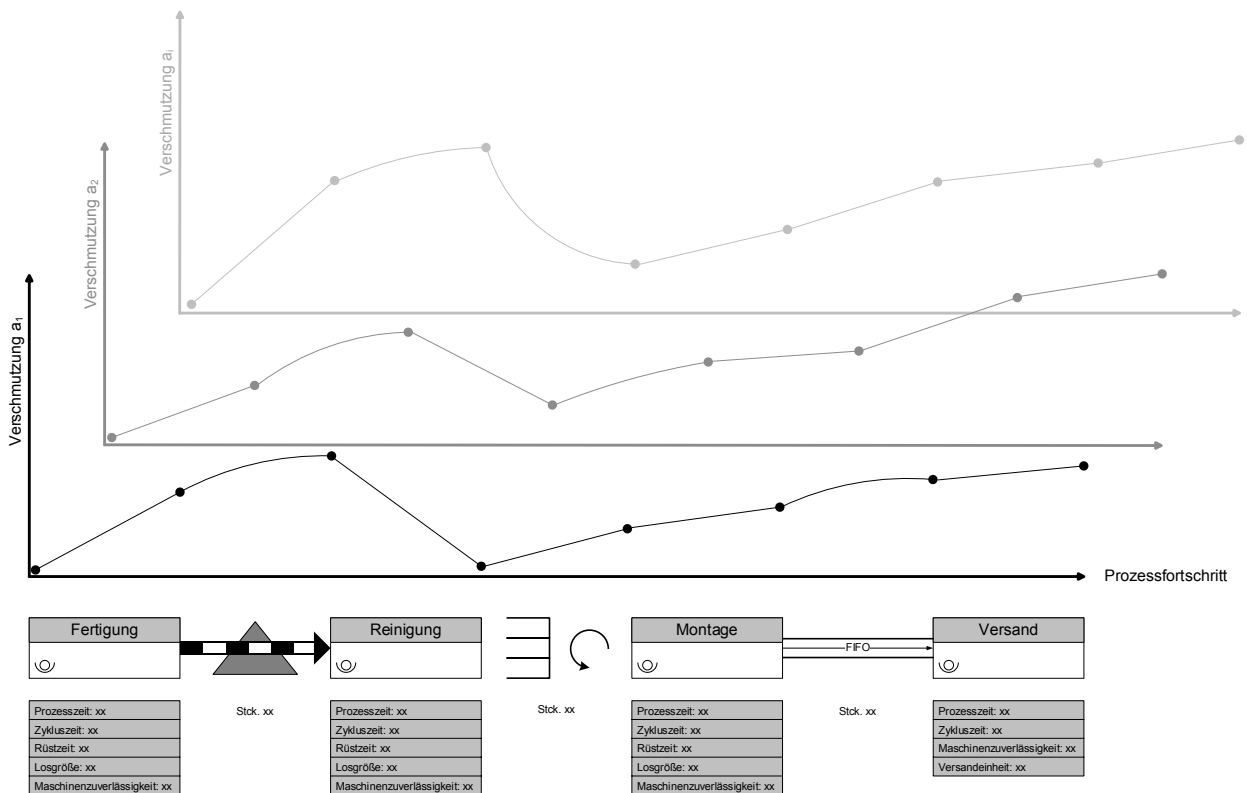 Verschmutzung aᵢ
Verschmutzung a₂
Verschmutzung a₁
Prozessfortschritt
Fertigung
Reinigung
Montage
FIFO
Versand
Stck. xx
Stck. xx
Stck. xx
Prozesszeit: xx
Zykluszeit: xx
Rüstzeit: xx
Losgröße: xx
Maschinenzuverlässigkeit: xx
Prozesszeit: xx
Zykluszeit: xx
Rüstzeit: xx
Losgröße: xx
Maschinenzuverlässigkeit: xx
Prozesszeit: xx
Zykluszeit: xx
Rüstzeit: xx
Losgröße: xx
Maschinenzuverlässigkeit: xx
Prozesszeit: xx
Zykluszeit: xx
Maschinenzuverlässigkeit: xx
Versandeinheit: xx